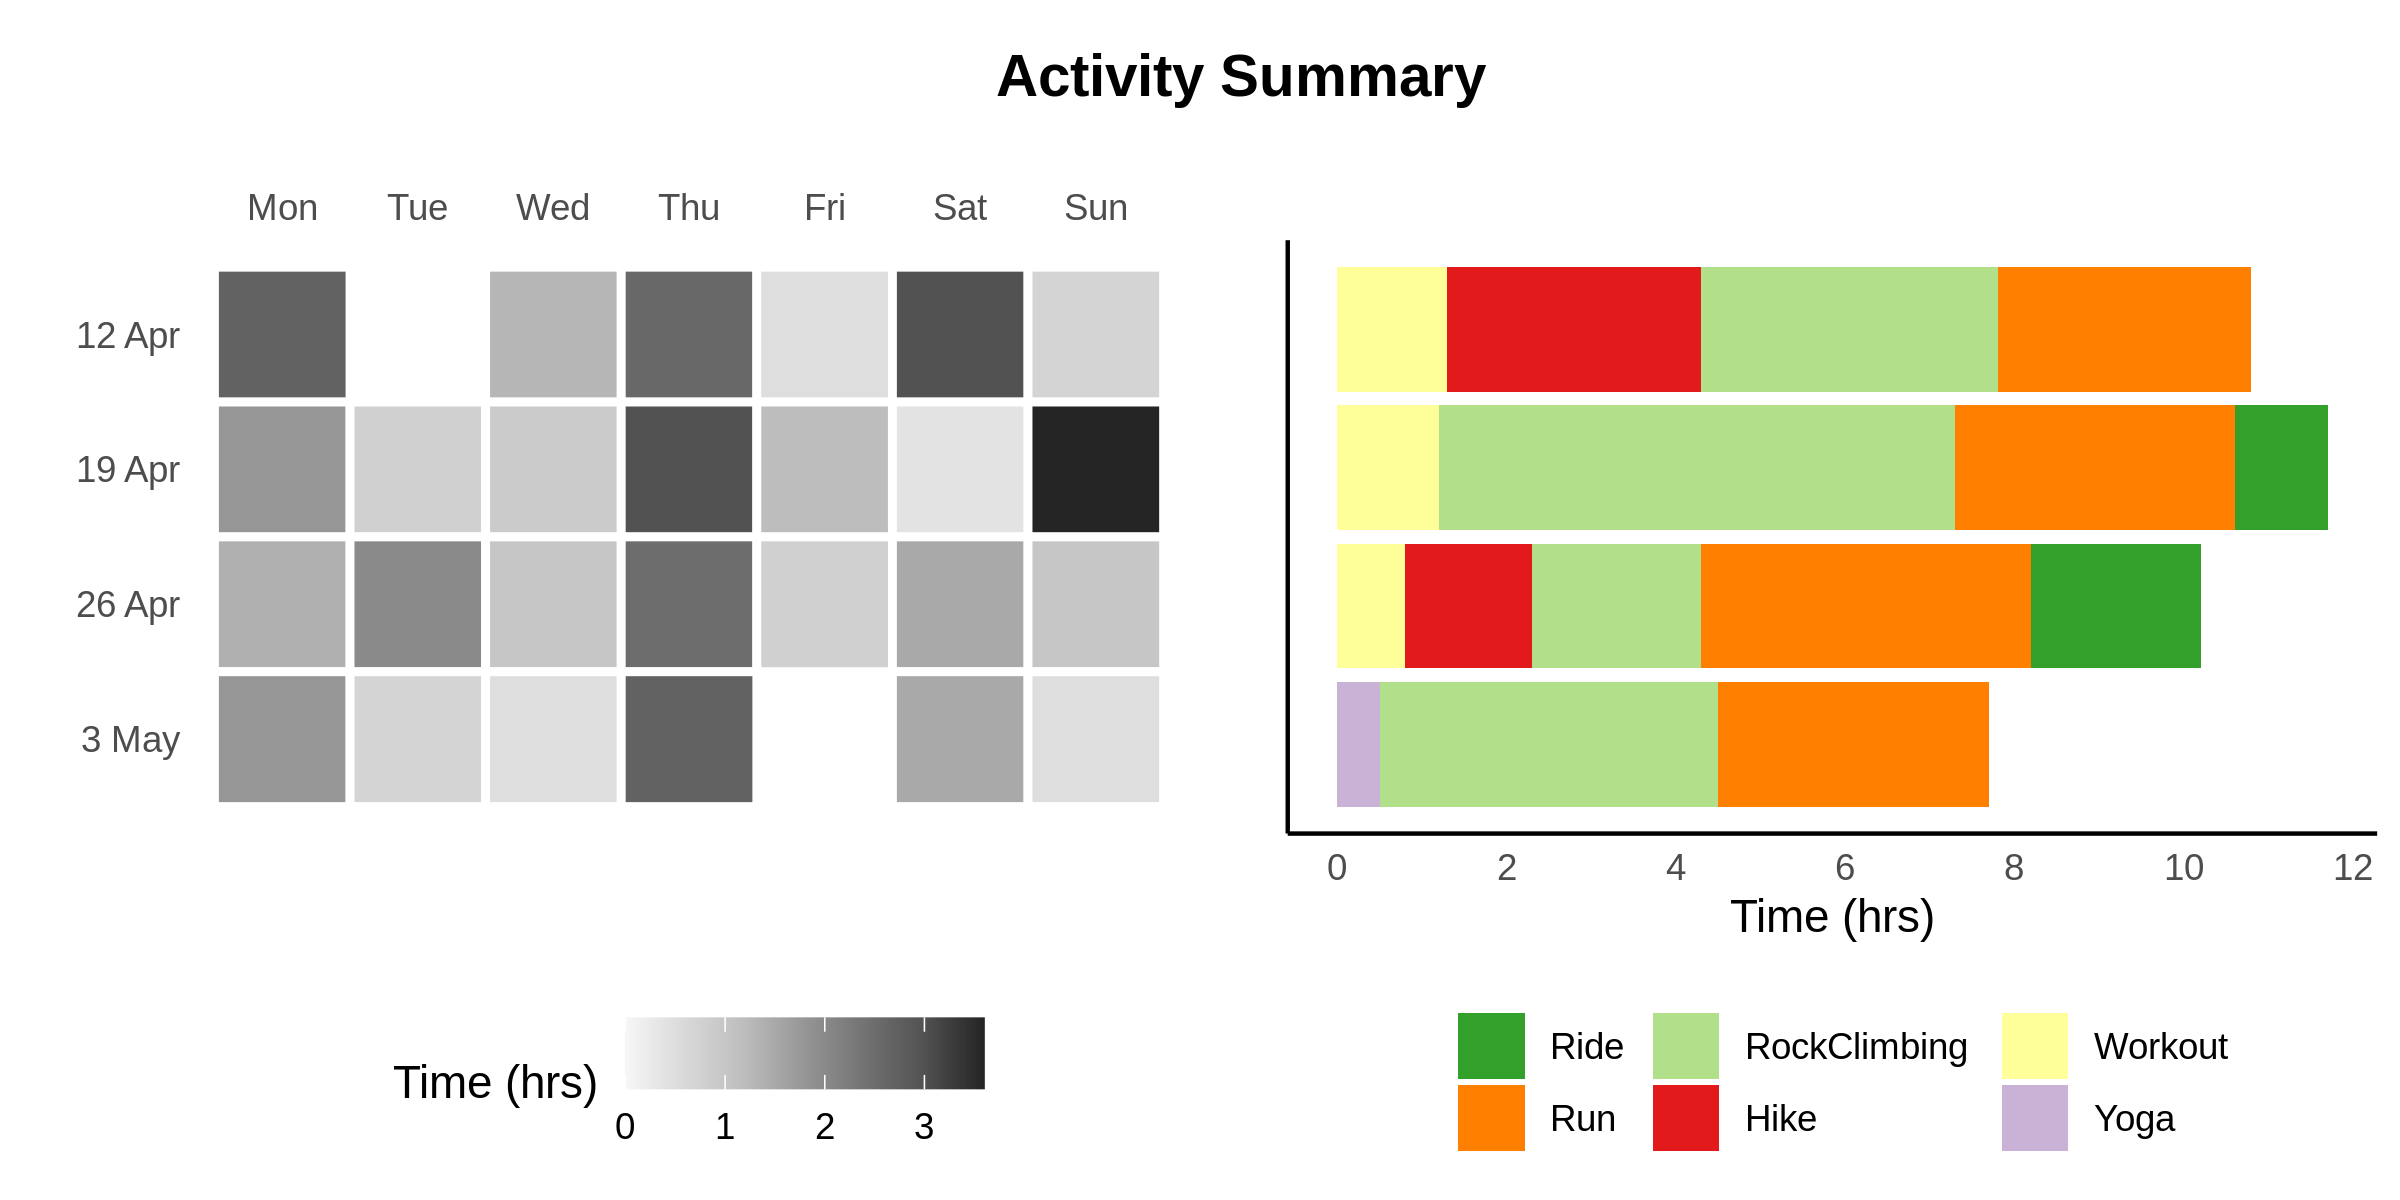 Activity Summary
Mon Tue Wed Thu Fri Sat Sun
12 Apr
19 Apr
26 Apr
3 May
0 2 4 6 8 10 12
Time (hrs)
Time (hrs)
0 1 2 3
Ride RockClimbing Workout
Run Hike Yoga